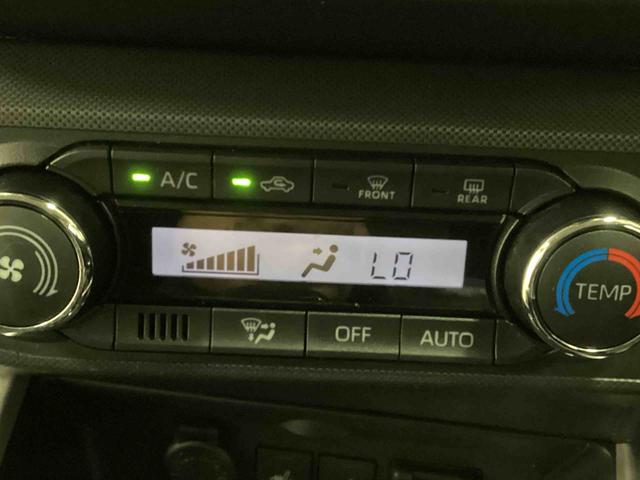 A/C
FRONT
REAR
LO
TEMP
OFF
AUTO